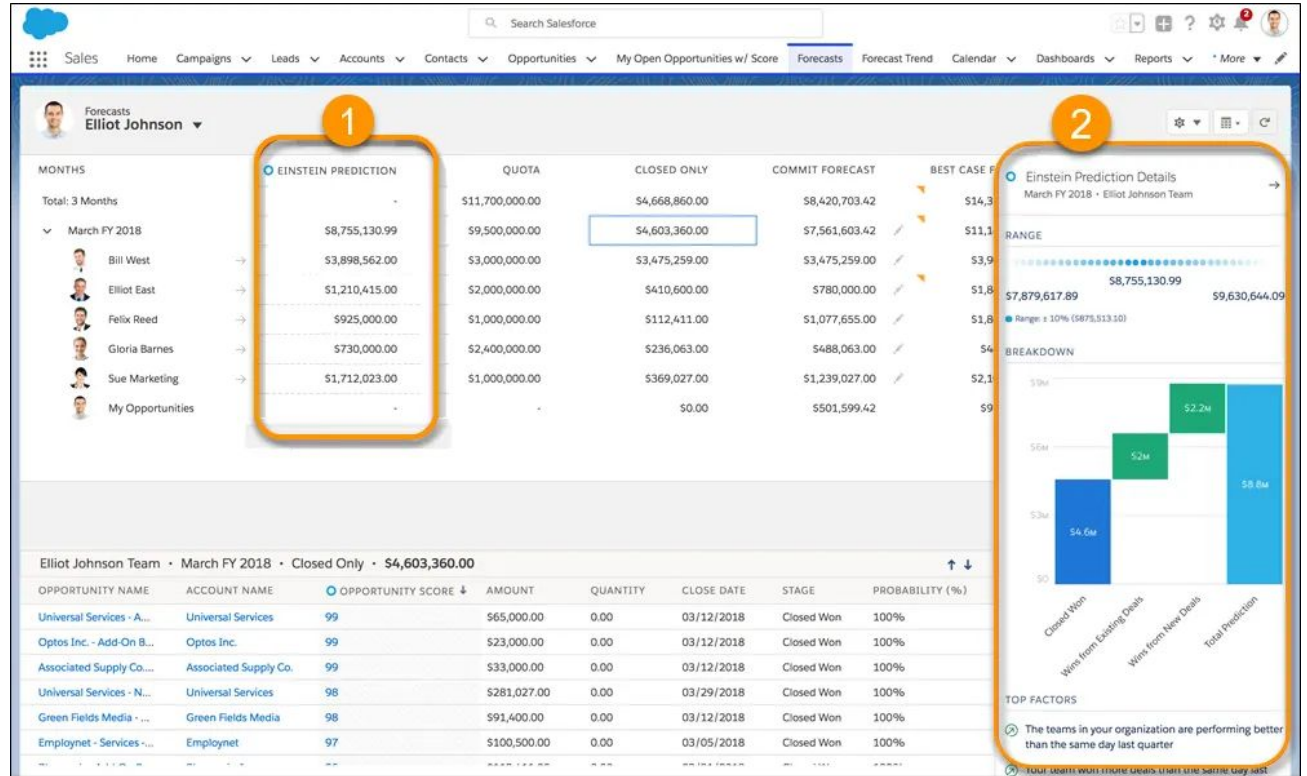 Search Salesforce
2
Sales Home Campaigns Leads Accounts Contacts Opportunities My Open Opportunities w/ Score Forecasts Forecast Trend Calendar Dashboards Reports * More
Forecasts
Elliot Johnson
1
2
MONTHS EINSTEIN PREDICTION QUOTA CLOSED ONLY COMMIT FORECAST BEST CASE F
Total: 3 Months - $11,700,000.00 $4,668,860.00 $8,420,703.42 $14,3
March FY 2018 $8,755,130.99 $9,500,000.00 $4,603,360.00 $7,561,603.42 $11,1
Bill West $3,898,562.00 $3,000,000.00 $3,475,259.00 $3,475,259.00 $3,9
Elliot East $1,210,415.00 $2,000,000.00 $410,600.00 $780,000.00 $1,8
Felix Reed $925,000.00 $1,000,000.00 $112,411.00 $1,077,655.00 $1,8
Gloria Barnes $730,000.00 $2,400,000.00 $236,063.00 $488,063.00 $4
Sue Marketing $1,712,023.00 $1,000,000.00 $369,027.00 $1,239,027.00 $2,1
My Opportunities - - $0.00 $501,599.42 $9
Einstein Prediction Details
March FY 2018 • Elliot Johnson Team
RANGE
$8,755,130.99
$7,879,617.89 $9,630,644.09
Range: ± 10% ($875,513.10)
BREAKDOWN
$9M
$6M
$3M
$0
$4.6M
$2M
$2.2M
$8.8M
Closed Won
Wins from Existing Deals
Wins from New Deals
Total Prediction
TOP FACTORS
The teams in your organization are performing better
than the same day last quarter
Your team won more deals than the same day last
Elliot Johnson Team • March FY 2018 • Closed Only • $4,603,360.00
OPPORTUNITY NAME ACCOUNT NAME OPPORTUNITY SCORE AMOUNT QUANTITY CLOSE DATE STAGE PROBABILITY (%)
Universal Services - A... Universal Services 99 $65,000.00 0.00 03/12/2018 Closed Won 100%
Optos Inc. - Add-On B... Optos Inc. 99 $23,000.00 0.00 03/12/2018 Closed Won 100%
Associated Supply Co.... Associated Supply Co. 99 $33,000.00 0.00 03/12/2018 Closed Won 100%
Universal Services - N... Universal Services 98 $281,027.00 0.00 03/29/2018 Closed Won 100%
Green Fields Media - ... Green Fields Media 98 $91,400.00 0.00 03/12/2018 Closed Won 100%
Employnet - Services -... Employnet 97 $100,500.00 0.00 03/05/2018 Closed Won 100%